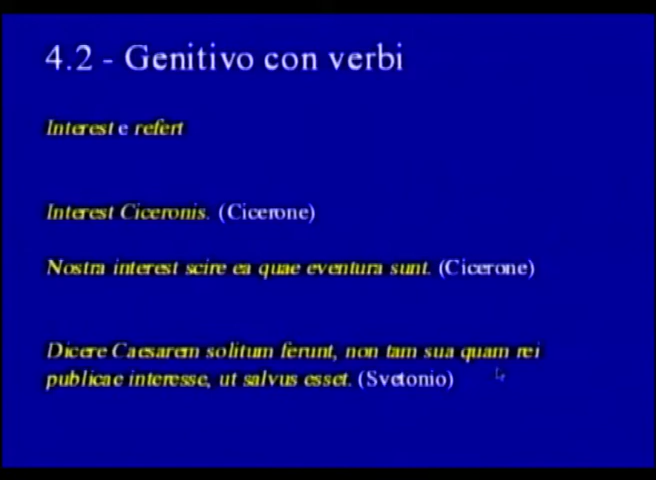 4.2 - Genitivo con verbi
Interest e refert
Interest Ciceronis. (Cicerone)
Nostra interest scire ea quae eventura sunt. (Cicerone)
Dicere Caesarem solitum ferunt, non tam sua quam rei
publicae interesse, ut salvus esset. (Svetonio)